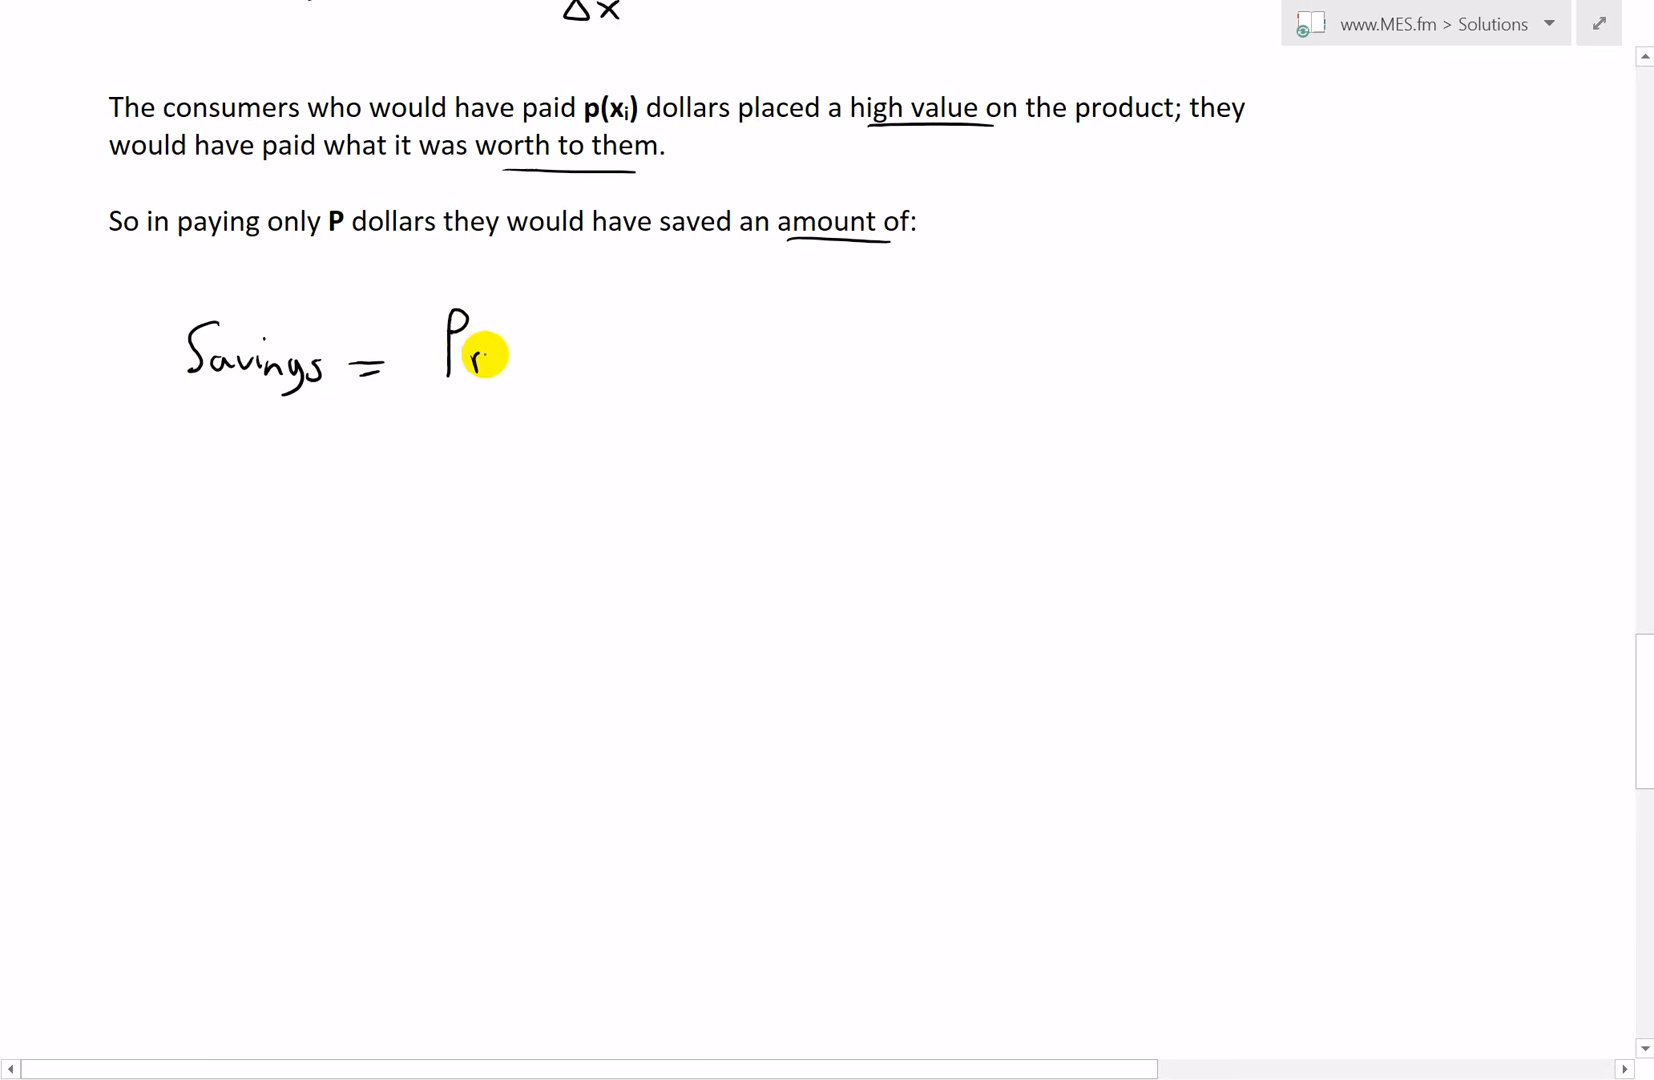 Δx
www.MES.fm > Solutions
The consumers who would have paid p(xᵢ) dollars placed a high value on the product; they
would have paid what it was worth to them.
So in paying only P dollars they would have saved an amount of:
Savings = Pr